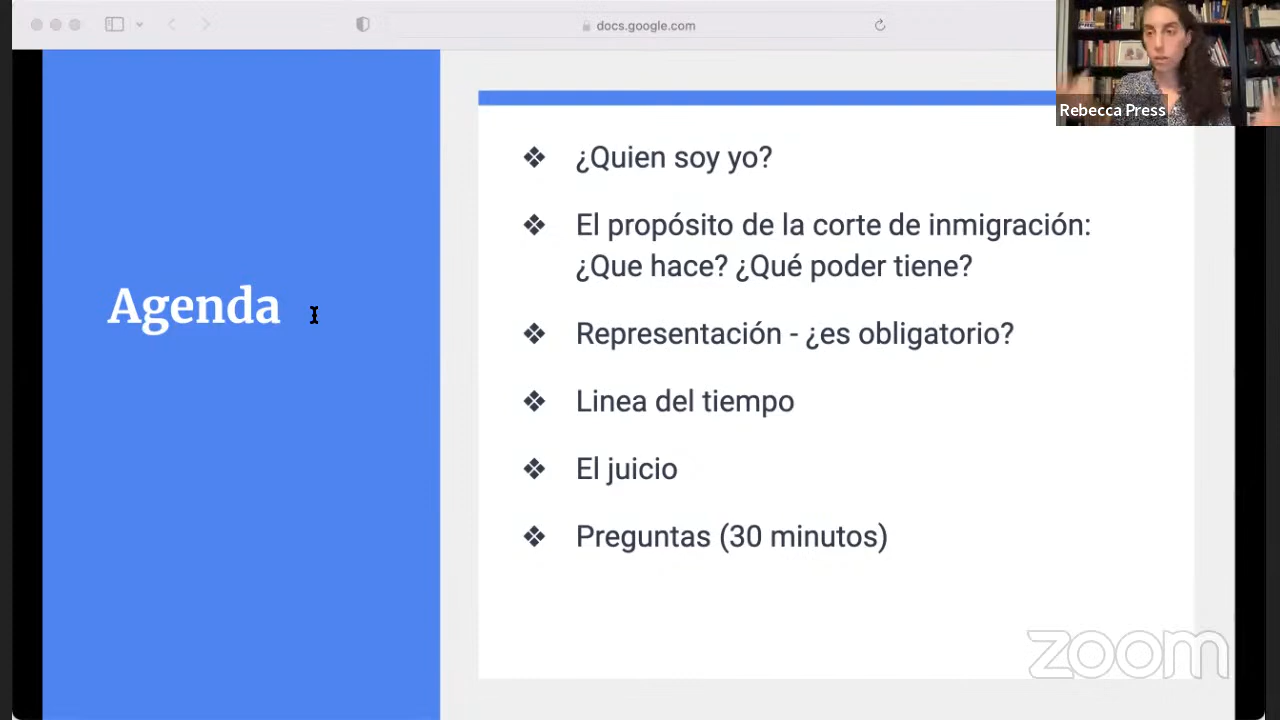 docs.google.com
Rebecca Press
Agenda
❖ ¿Quien soy yo?
❖ El propósito de la corte de inmigración:
¿Que hace? ¿Qué poder tiene?
❖ Representación - ¿es obligatorio?
❖ Linea del tiempo
❖ El juicio
❖ Preguntas (30 minutos)
zoom